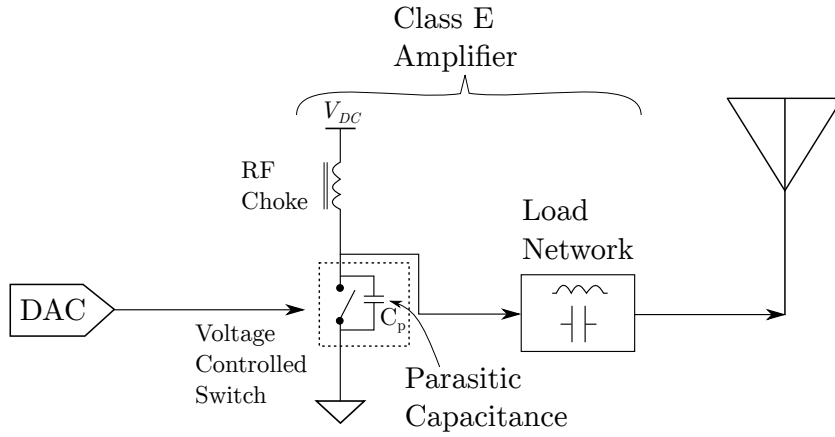 Class E
Amplifier
V_DC
RF
Choke
Load
Network
DAC
C_p
Voltage
Controlled
Switch
Parasitic
Capacitance